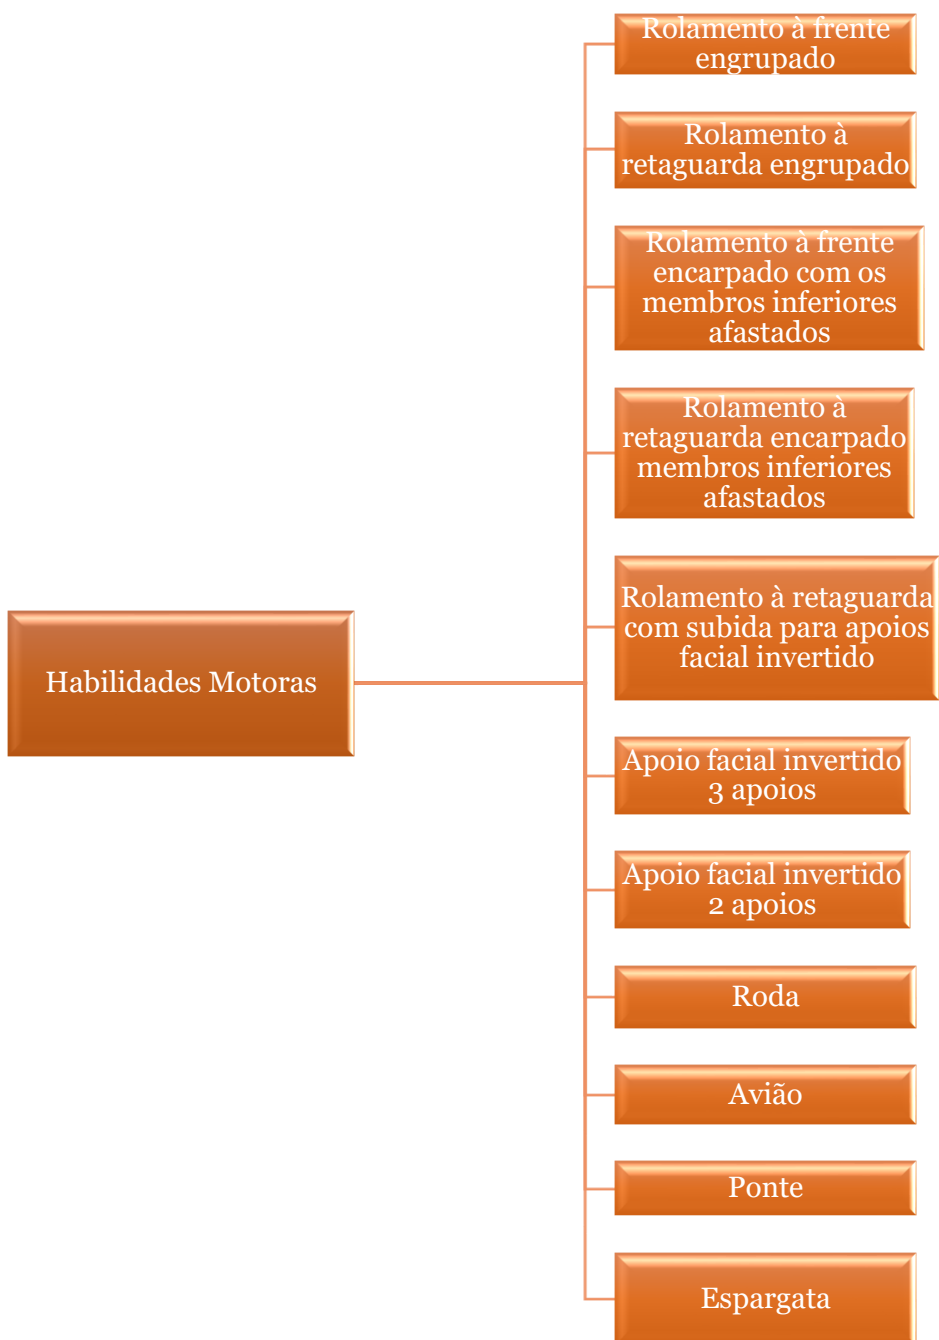 Rolamento à frente
engrupado
Rolamento à
retaguarda engrupado
Rolamento à frente
encarpado com os
membros inferiores
afastados
Rolamento à
retaguarda encarpado
membros inferiores
afastados
Rolamento à retaguarda
com subida para apoios
facial invertido
Habilidades Motoras
Apoio facial invertido
3 apoios
Apoio facial invertido
2 apoios
Roda
Avião
Ponte
Espargata